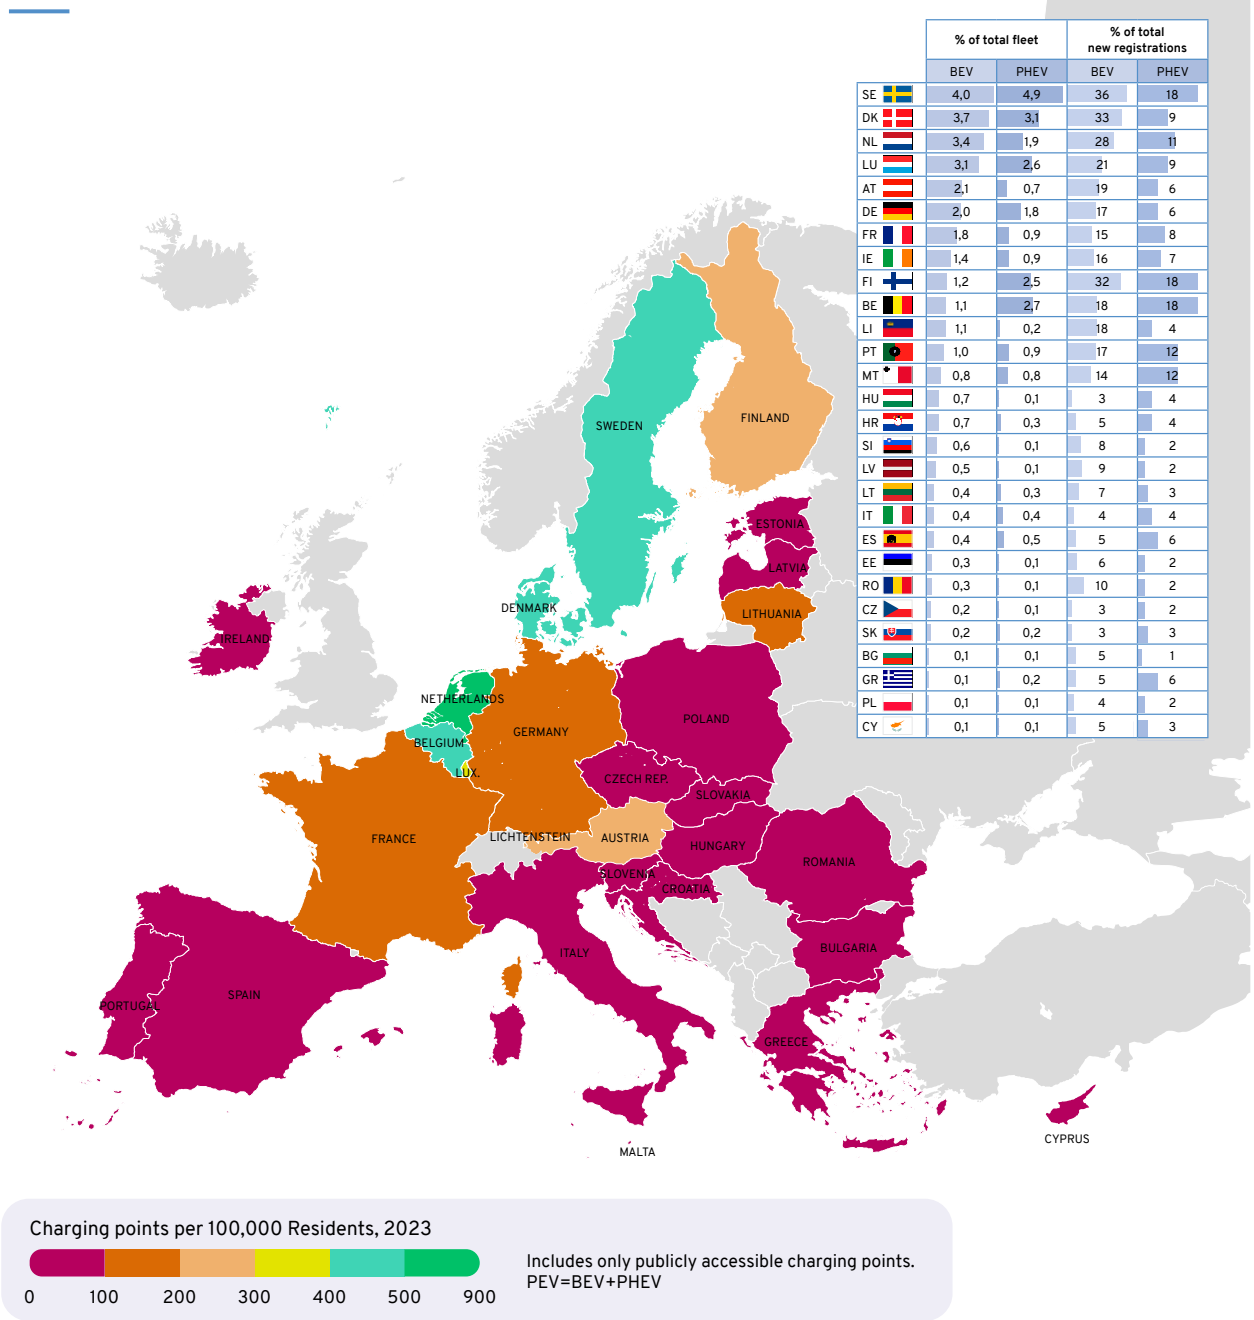 % of total fleet
% of total
new registrations
BEV PHEV BEV PHEV
SE 4,0 4,9 36 18
DK 3,7 3,1 33 9
NL 3,4 1,9 28 11
LU 3,1 2,6 21 9
AT 2,1 0,7 19 6
DE 2,0 1,8 17 6
FR 1,8 0,9 15 8
IE 1,4 0,9 16 7
FI 1,2 2,5 32 18
BE 1,1 2,7 18 18
LI 1,1 0,2 18 4
PT 1,0 0,9 17 12
MT 0,8 0,8 14 12
HU 0,7 0,1 3 4
HR 0,7 0,3 5 4
SI 0,6 0,1 8 2
LV 0,5 0,1 9 2
LT 0,4 0,3 7 3
IT 0,4 0,4 4 4
ES 0,4 0,5 5 6
EE 0,3 0,1 6 2
RO 0,3 0,1 10 2
CZ 0,2 0,1 3 2
SK 0,2 0,2 3 3
BG 0,1 0,1 5 1
GR 0,1 0,2 5 6
PL 0,1 0,1 4 2
CY 0,1 0,1 5 3
FINLAND
SWEDEN
ESTONIA
LATVIA
DENMARK
LITHUANIA
IRELAND
NETHERLANDS
POLAND
GERMANY
BELGIUM
LUX.
CZECH REP.
SLOVAKIA
LICHTENSTEIN
AUSTRIA
FRANCE
HUNGARY
ROMANIA
SLOVENIA
CROATIA
BULGARIA
ITALY
SPAIN
PORTUGAL
GREECE
CYPRUS
MALTA
Charging points per 100,000 Residents, 2023
0 100 200 300 400 500 900
Includes only publicly accessible charging points.
PEV=BEV+PHEV